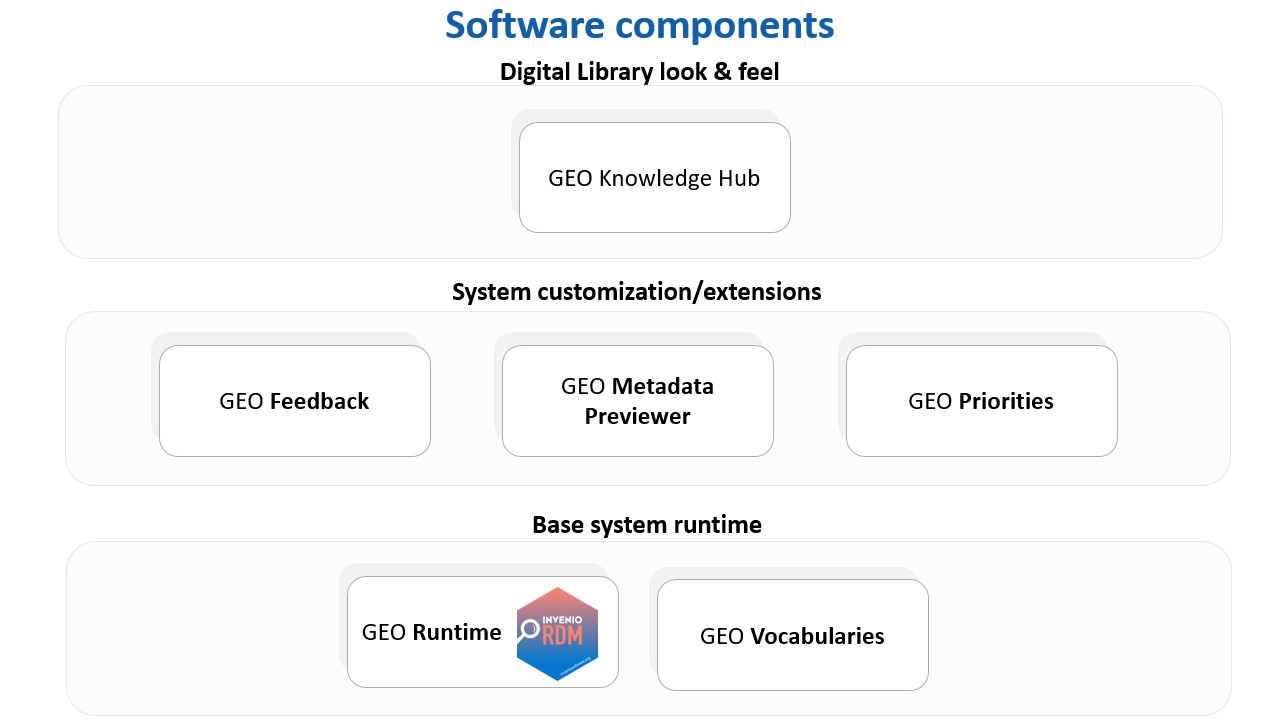 Software components
Digital Library look & feel
GEO Knowledge Hub
System customization/extensions
GEO Feedback
GEO Metadata
Previewer
GEO Priorities
Base system runtime
GEO Runtime
INVENIO
RDM
GEO Vocabularies